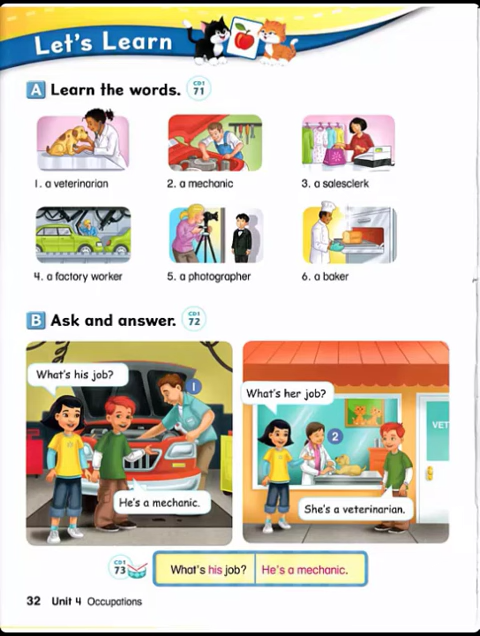 Let's Learn
A Learn the words. CD1 71
1. a veterinarian
2. a mechanic
3. a salesclerk
4. a factory worker
5. a photographer
6. a baker
B Ask and answer. CD1 72
What's his job?
1
He's a mechanic.
What's her job?
2
VET
She's a veterinarian.
CD1 73
What's his job? He's a mechanic.
32 Unit 4 Occupations